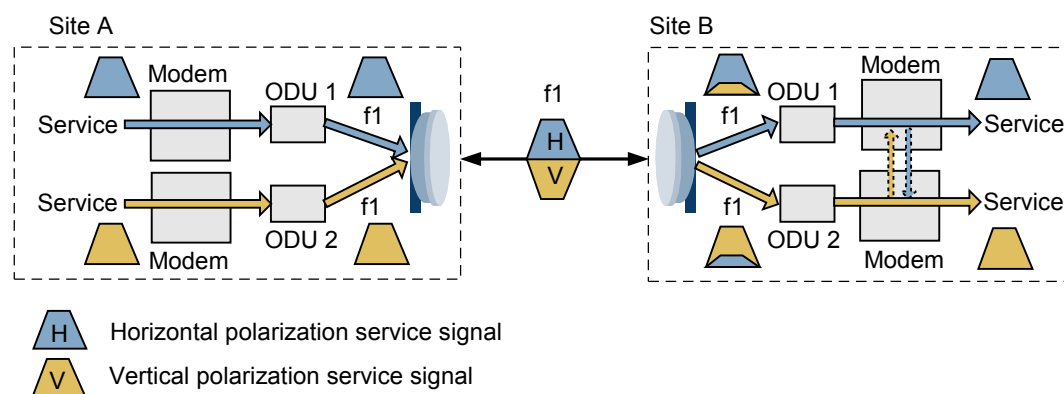 Site A
Site B
Modem
ODU 1
f1
Service
f1
H
V
f1
ODU 1
Modem
Service
Service
f1
ODU 2
Modem
f1
ODU 2
Modem
Service
H Horizontal polarization service signal
V Vertical polarization service signal